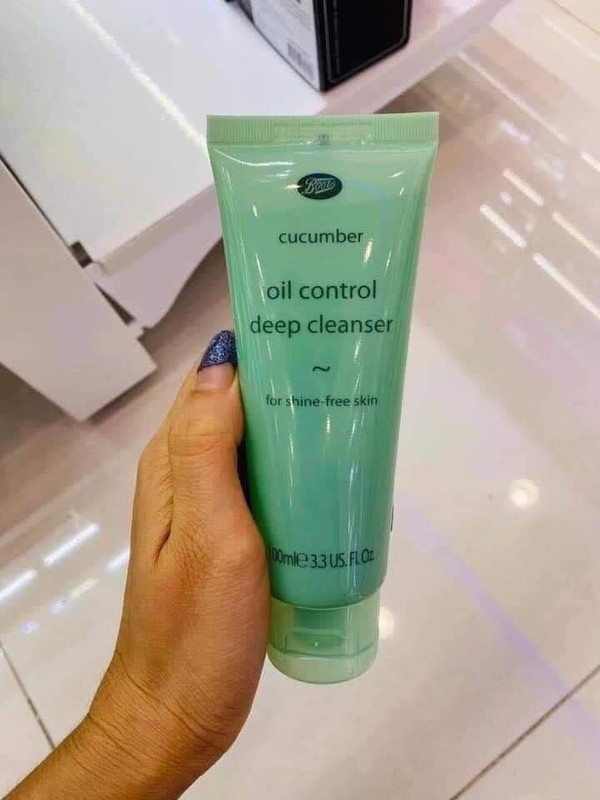 Boots
cucumber
oil control
deep cleanser
~
for shine-free skin
100ml℮ 3.3 US. Fl Oz